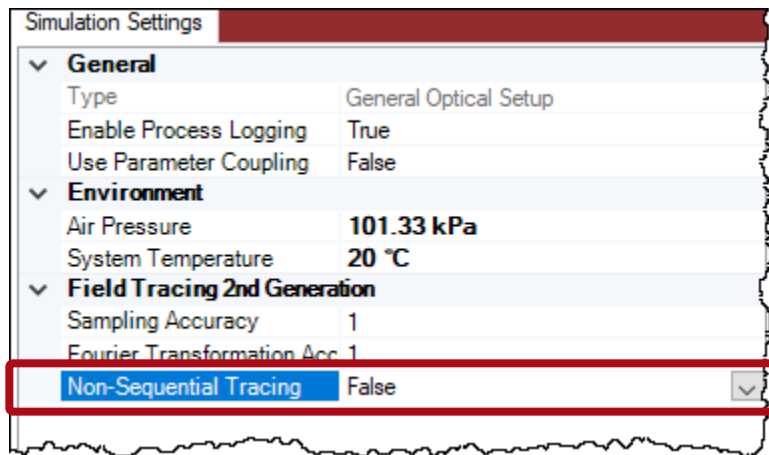 Simulation Settings
General
Type General Optical Setup
Enable Process Logging True
Use Parameter Coupling False
Environment
Air Pressure 101.33 kPa
System Temperature 20 °C
Field Tracing 2nd Generation
Sampling Accuracy 1
Fourier Transformation Acc 1
Non-Sequential Tracing False